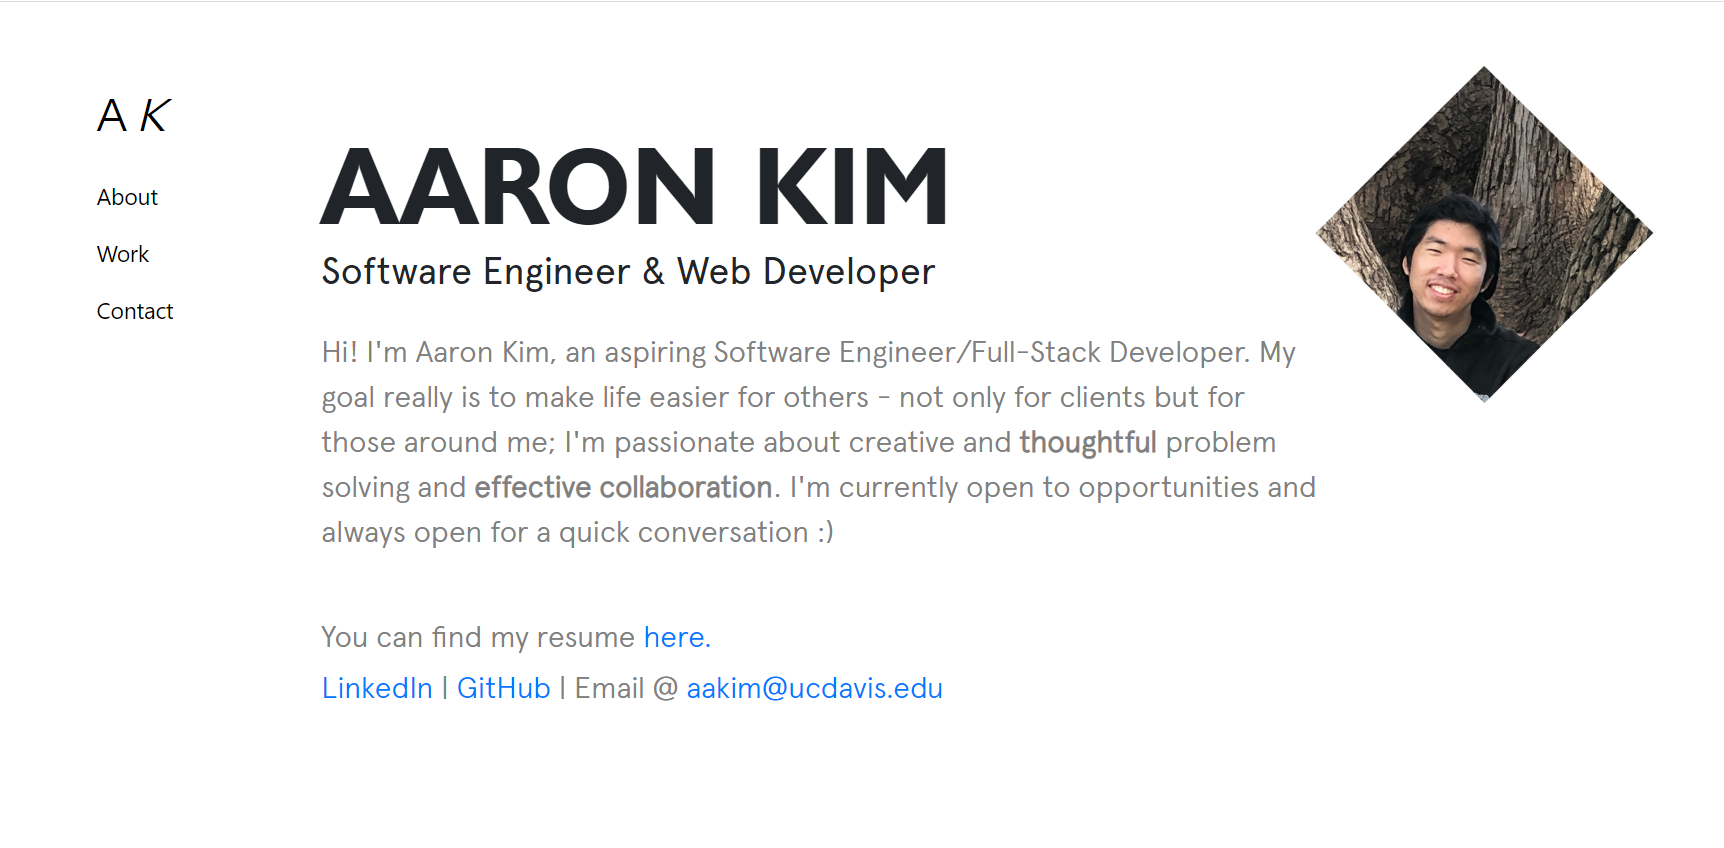 A K
About
Work
Contact
AARON KIM
Software Engineer & Web Developer
Hi! I'm Aaron Kim, an aspiring Software Engineer/Full-Stack Developer. My
goal really is to make life easier for others - not only for clients but for
those around me; I'm passionate about creative and thoughtful problem
solving and effective collaboration. I'm currently open to opportunities and
always open for a quick conversation :)
You can find my resume here.
LinkedIn | GitHub | Email @ aakim@ucdavis.edu